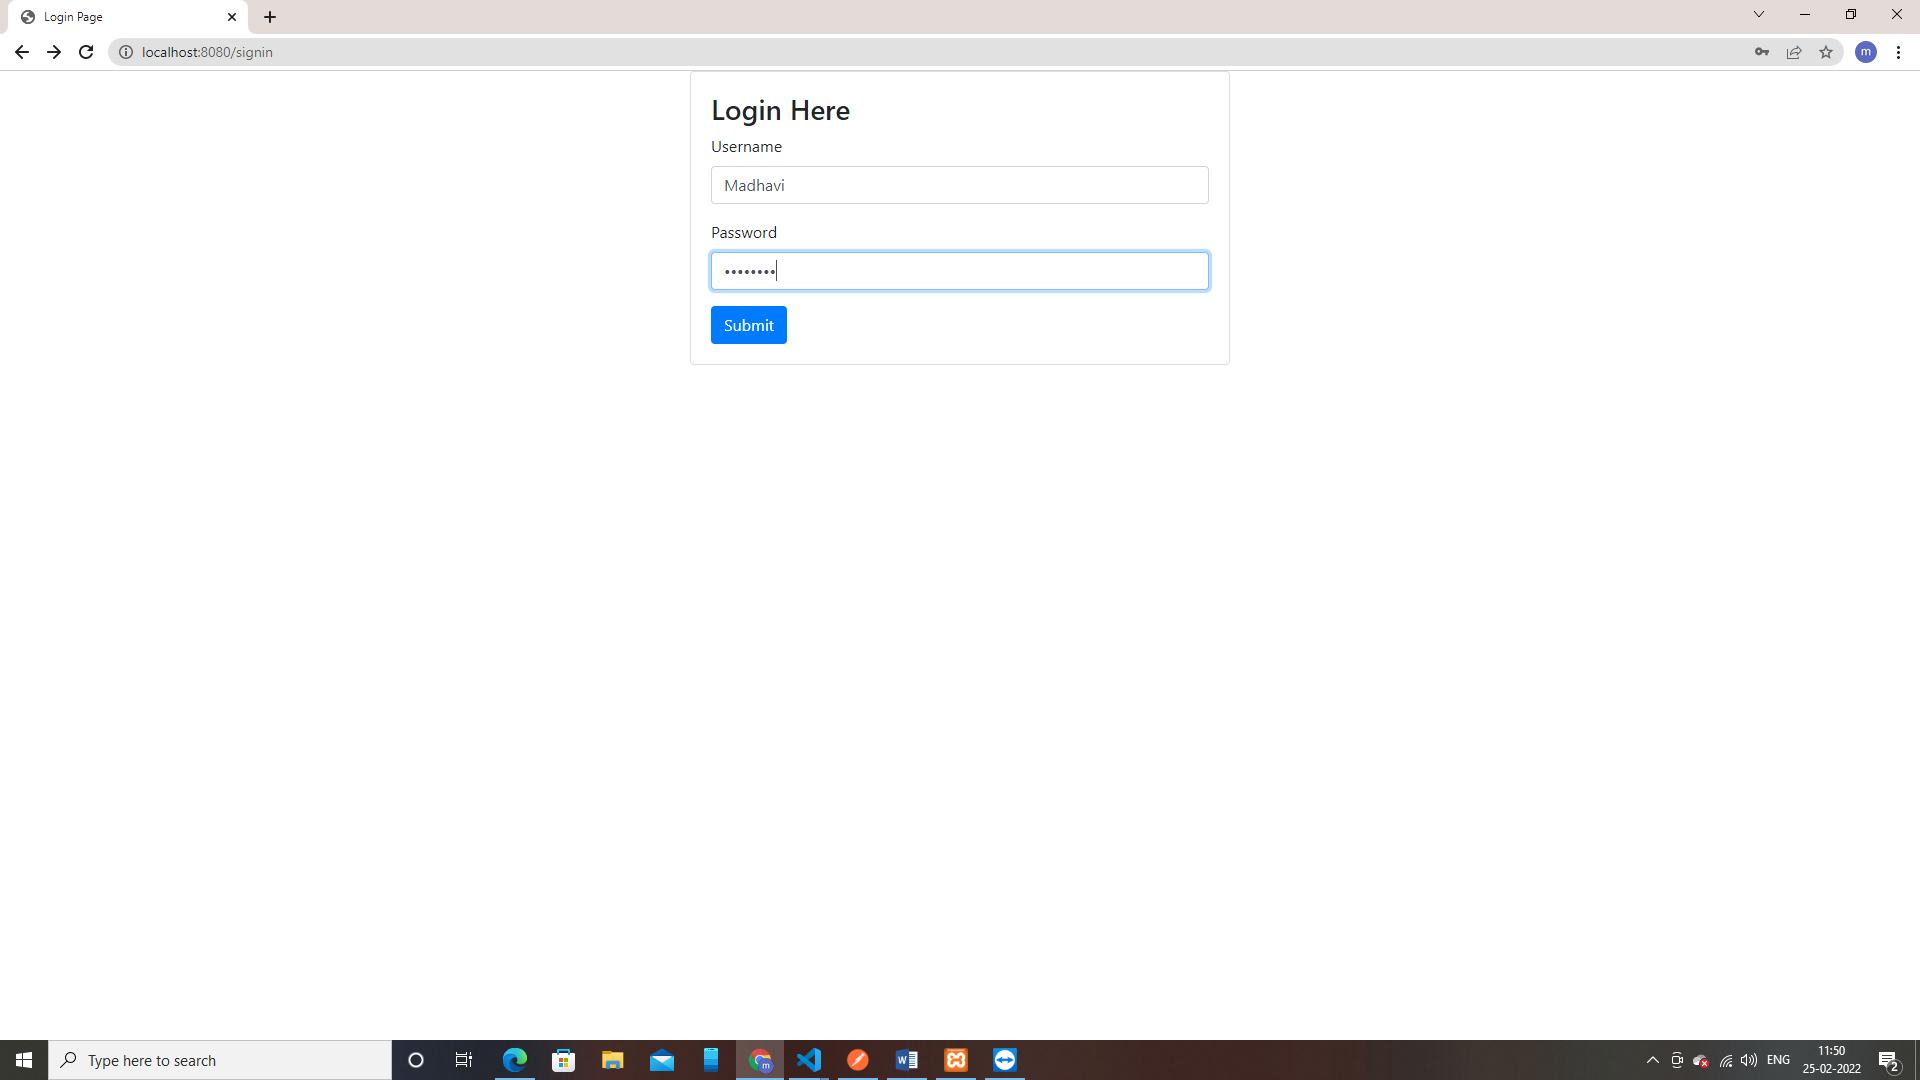 Login Page
localhost:8080/signin
m
Login Here
Username
Madhavi
Password
••••••••
Submit
Type here to search
m
W
ENG
11:50
25-02-2022
2